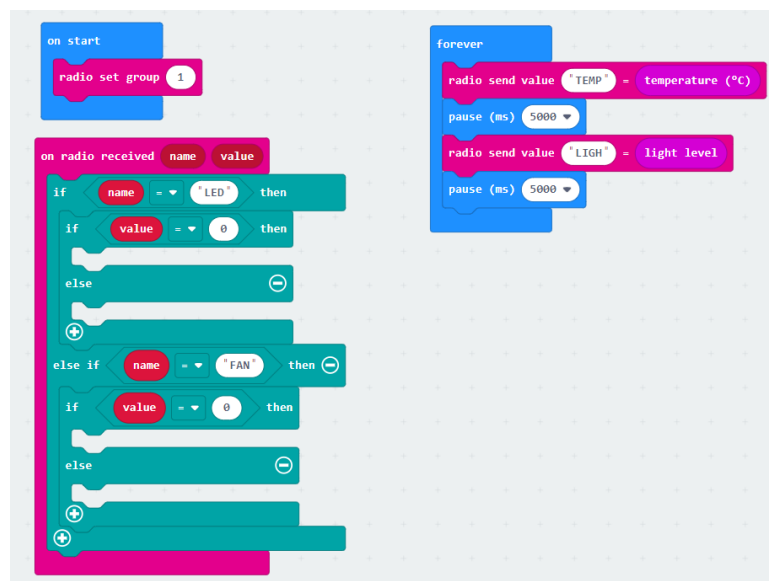 on start
radio set group 1
on radio received name value
if name = "LED" then
if value = 0 then
else
else if name = "FAN" then
if value = 0 then
else
forever
radio send value "TEMP" = temperature (ºC)
pause (ms) 5000
radio send value "LIGH" = light level
pause (ms) 5000